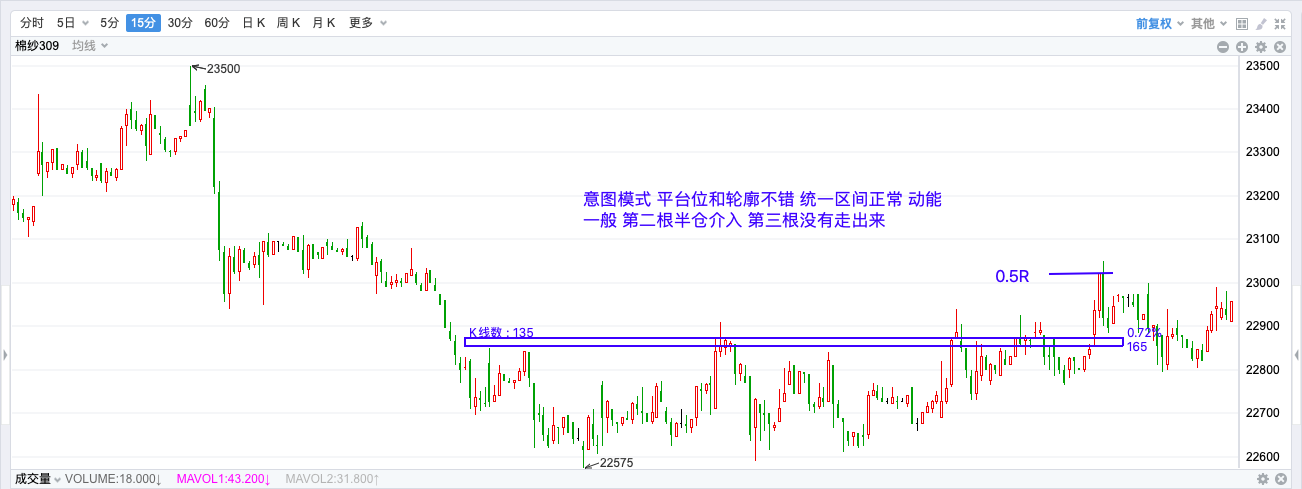 分时 5日 5分 15分 30分 60分 日K 周K 月K 更多 前复权 其他
棉纱309 均线
23500
23500
23400
23300
23200
意图模式 平台位和轮廓不错 统一区间正常 动能
一般 第二根半仓介入 第三根没有走出来
23100
0.5R
23000
22900
K线数：135
0.72%
165
22800
22700
22600
22575
成交量 VOLUME:18.000↓ MAVOL1:43.200↓ MAVOL2:31.800↑